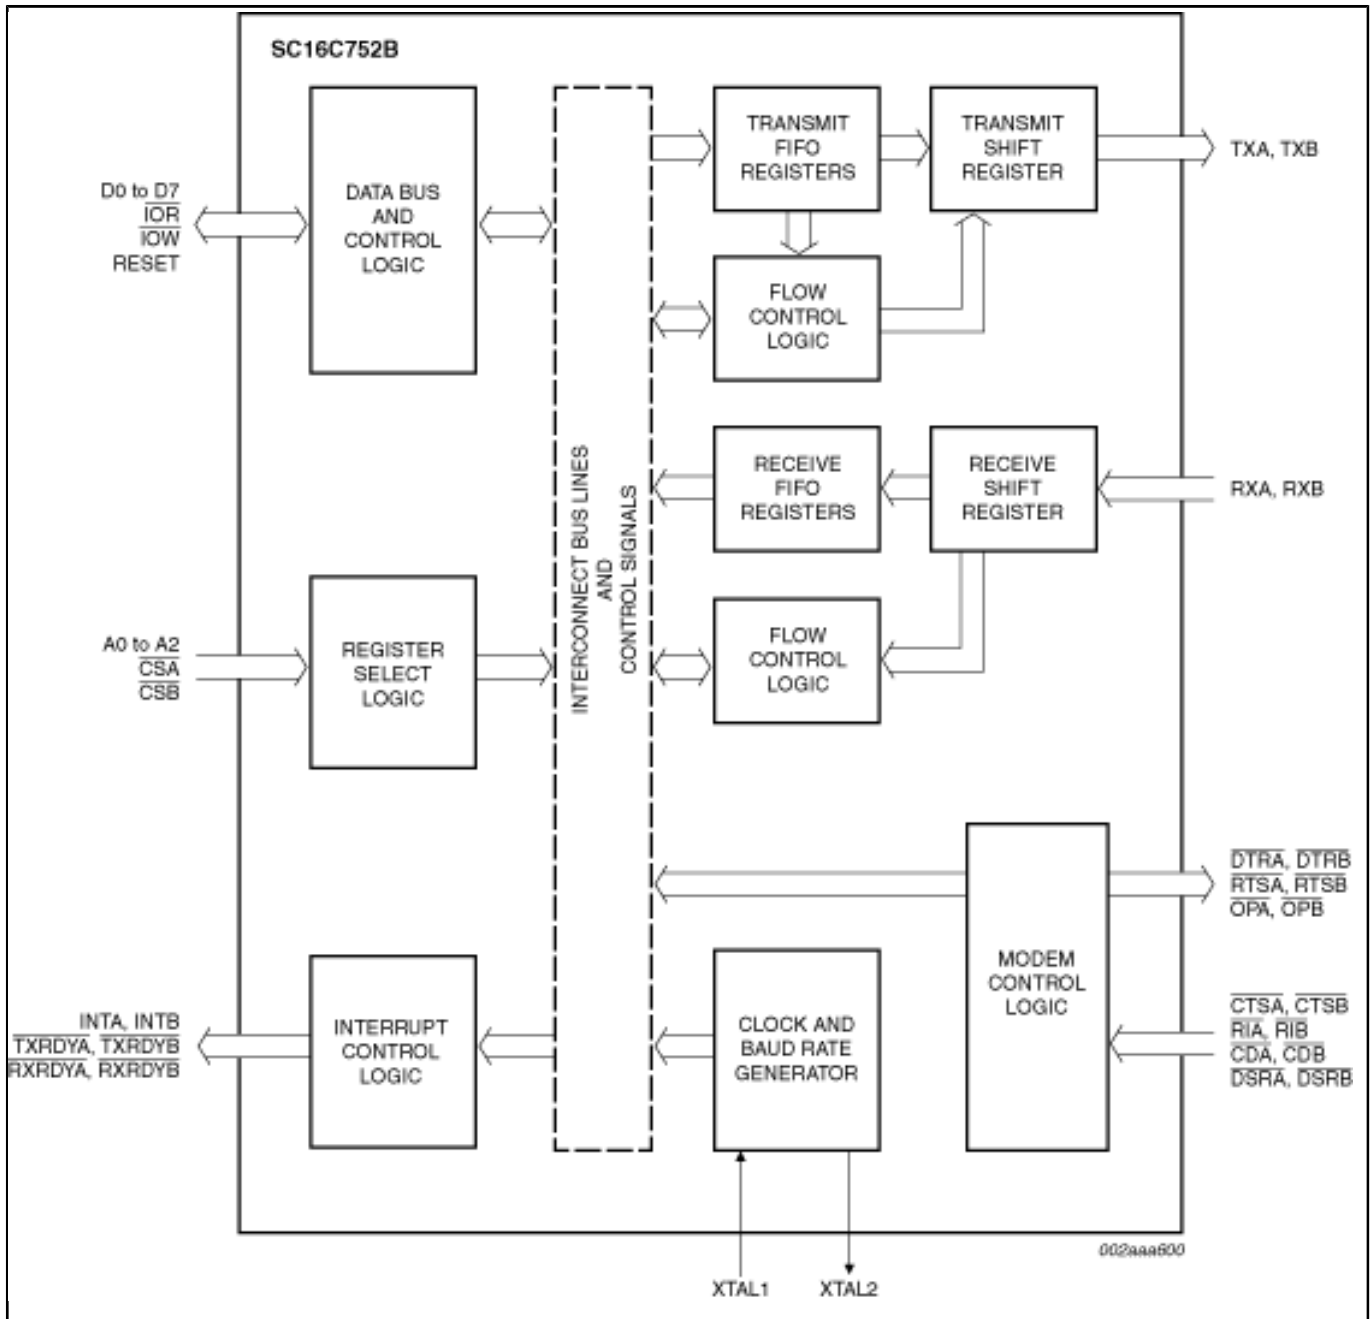 SC16C752B
D0 to D7
IOR
IOW
RESET
DATA BUS
AND
CONTROL
LOGIC
TRANSMIT
FIFO
REGISTERS
TRANSMIT
SHIFT
REGISTER
TXA, TXB
FLOW
CONTROL
LOGIC
INTERCONNECT BUS LINES
AND
CONTROL SIGNALS
RECEIVE
FIFO
REGISTERS
RECEIVE
SHIFT
REGISTER
RXA, RXB
A0 to A2
CSA
CSB
REGISTER
SELECT
LOGIC
FLOW
CONTROL
LOGIC
DTRA, DTRB
RTSA, RTSB
OPA, OPB
MODEM
CONTROL
LOGIC
CTSA, CTSB
RIA, RIB
CDA, CDB
DSRA, DSRB
INTA, INTB
TXRDYA, TXRDYB
RXRDYA, RXRDYB
INTERRUPT
CONTROL
LOGIC
CLOCK AND
BAUD RATE
GENERATOR
002aaa600
XTAL1
XTAL2